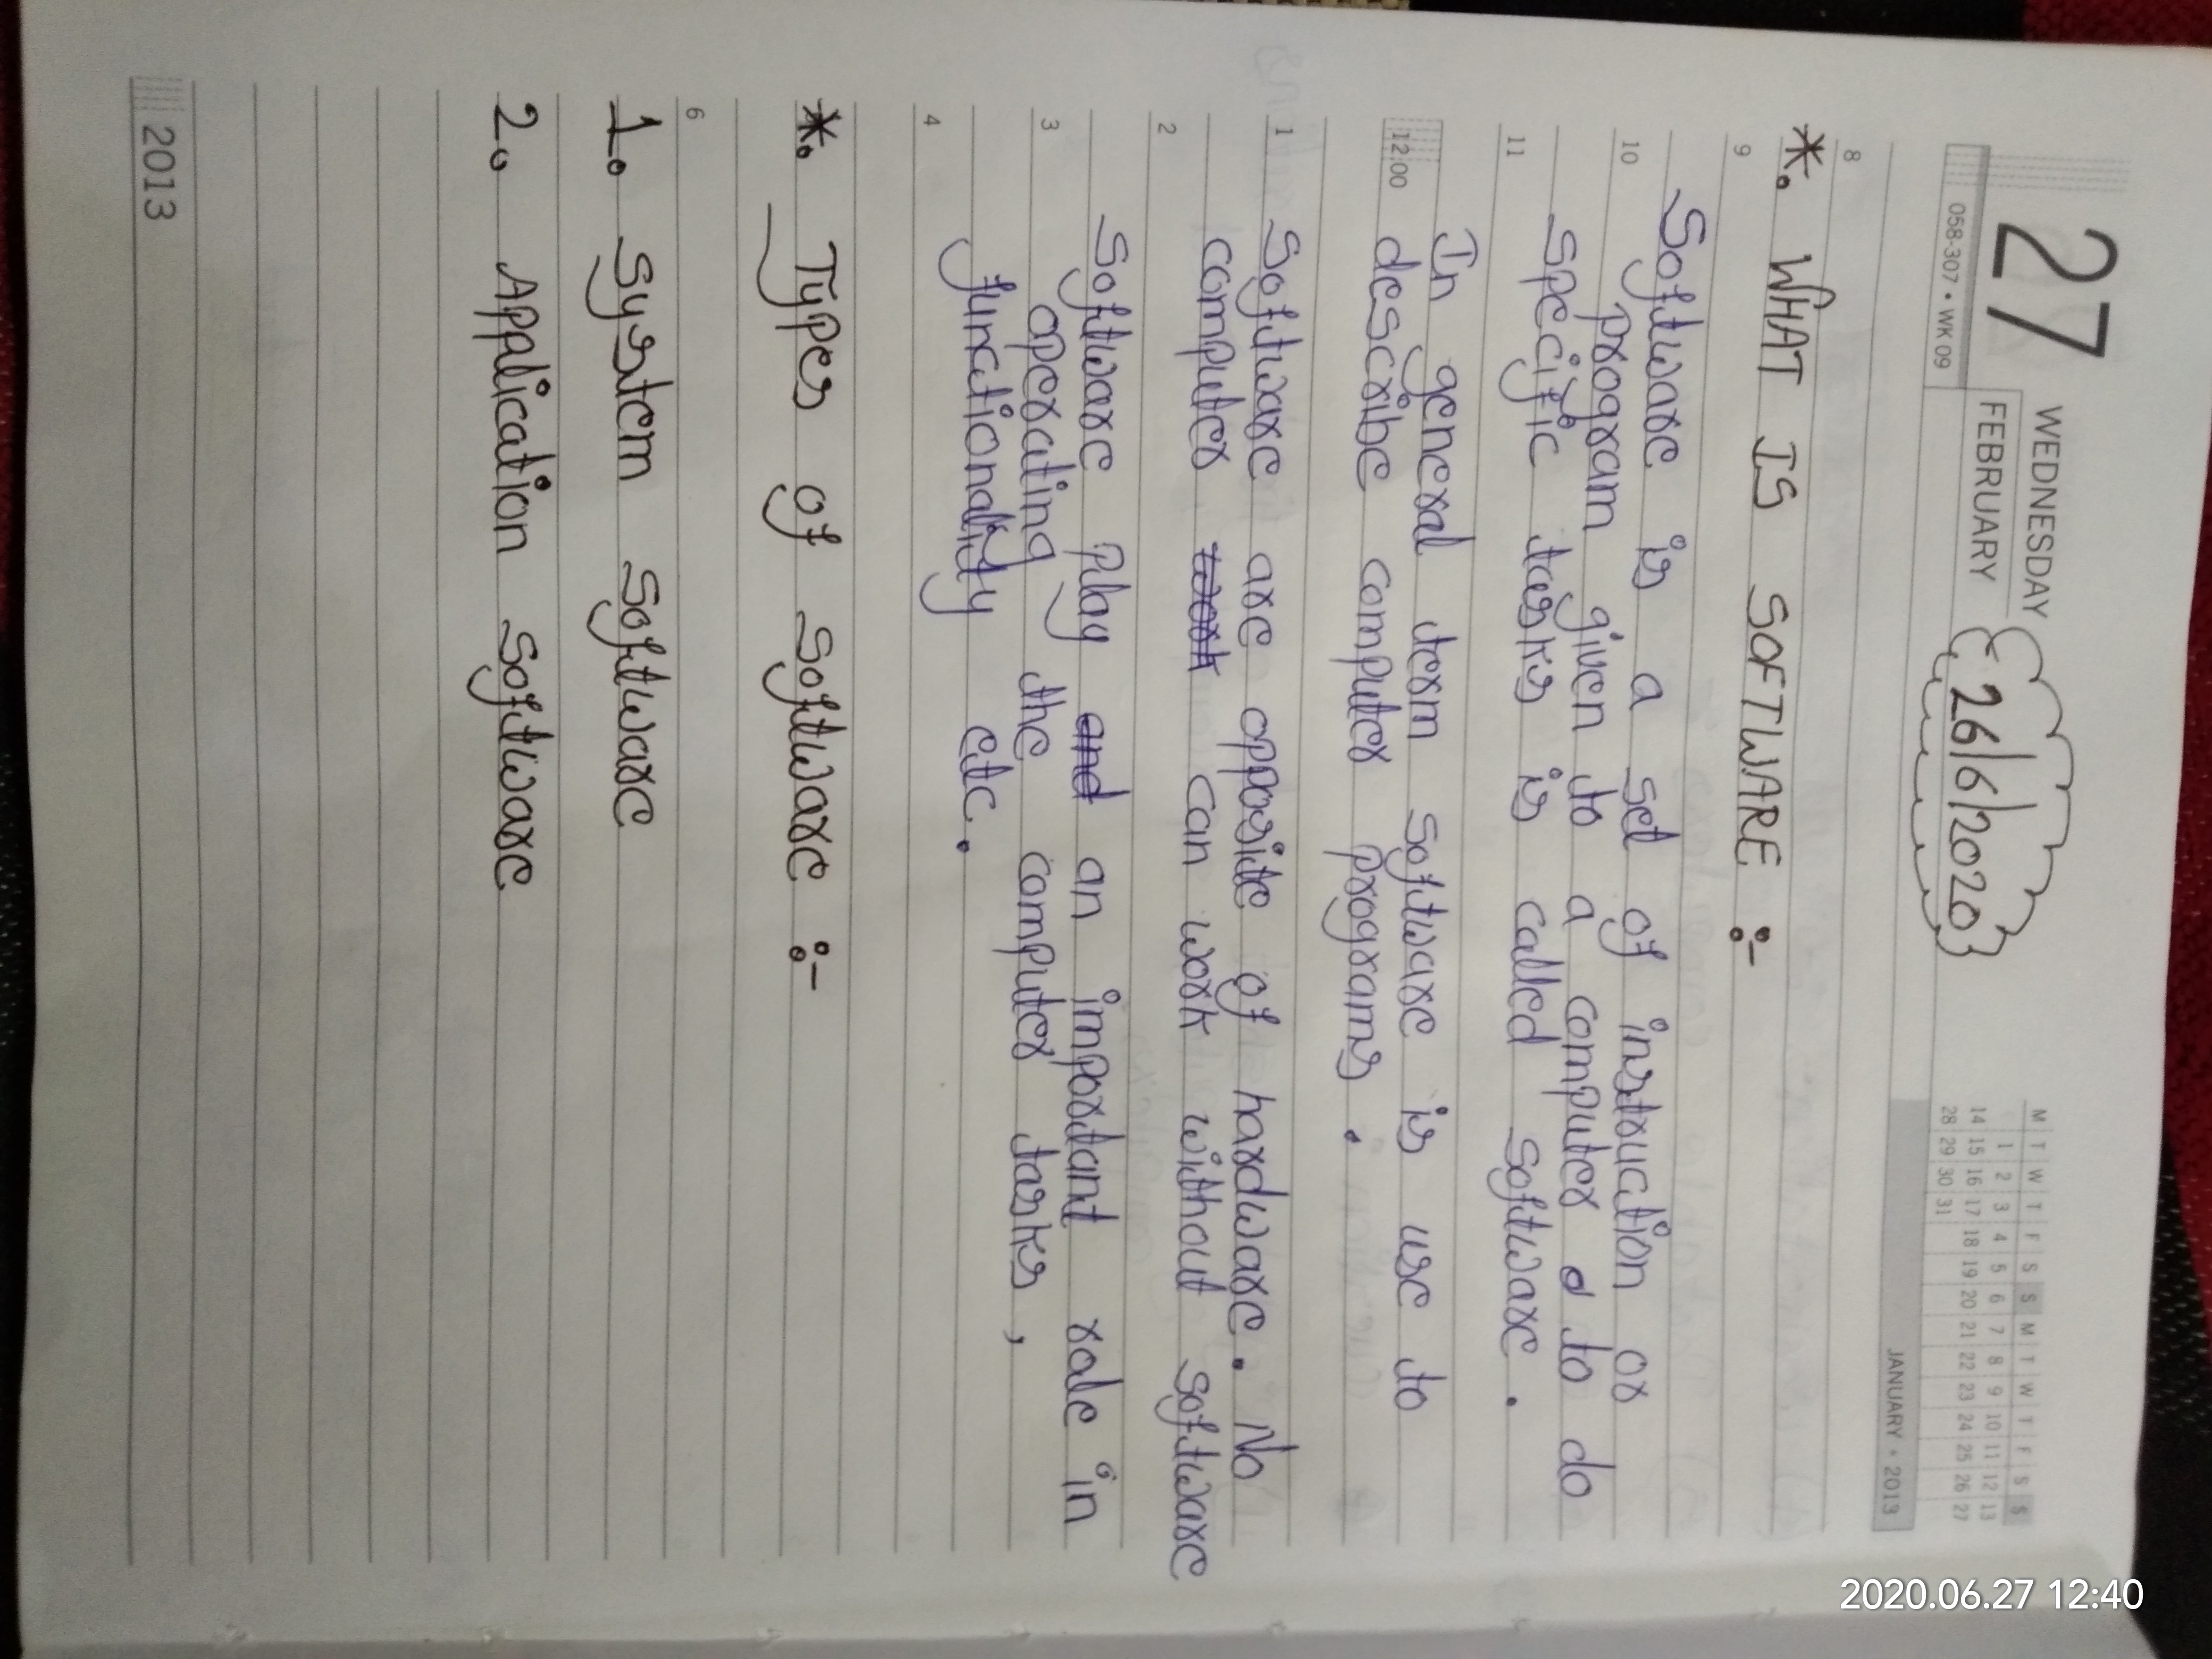 27
WEDNESDAY
FEBRUARY
058-307 • WK 09
26/6/2020
M T W T F S S M T W T F S S
1 2 3 4 5 6 7 8 9 10 11 12 13
14 15 16 17 18 19 20 21 22 23 24 25 26 27
28 29 30 31
JANUARY • 2013
2020.06.27 12:40
8
*. WHAT IS SOFTWARE :-
9
Software is a set of instruction or
10
program given to a computer to do
specific tasks is called software.
11
In general term software is use to
12:00
describe computer programs.
1
Software are opposite of hardware. No
computer work can work without software
2
Software play and an important role in
3
operating the computer tasks,
functionality etc.
4
*. Types of software :-
6
1. system software
2. Application software
2013